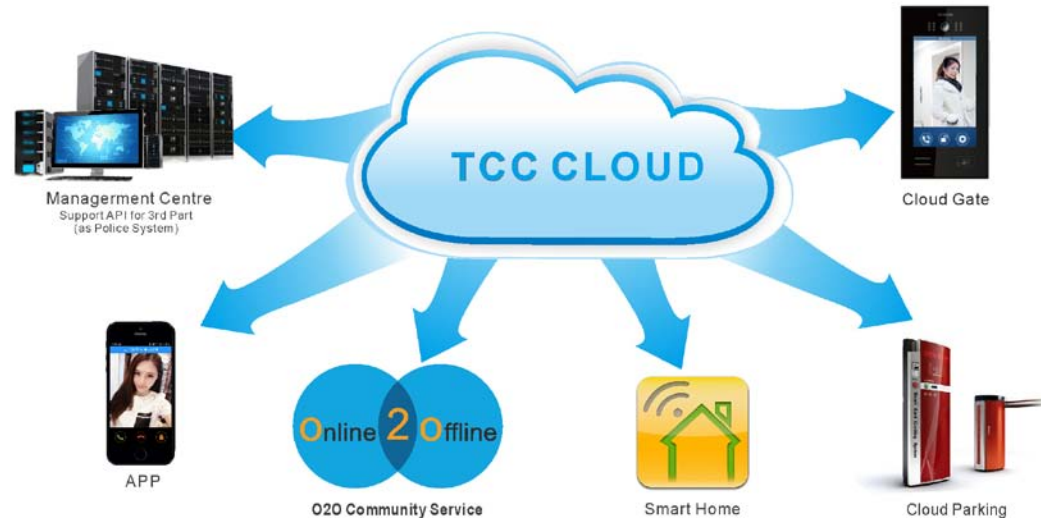 TCC CLOUD
Managerment Centre
Support API for 3rd Part
(as Police System)
Cloud Gate
APP
Online 2 Offline
O2O Community Service
Smart Home
Cloud Parking